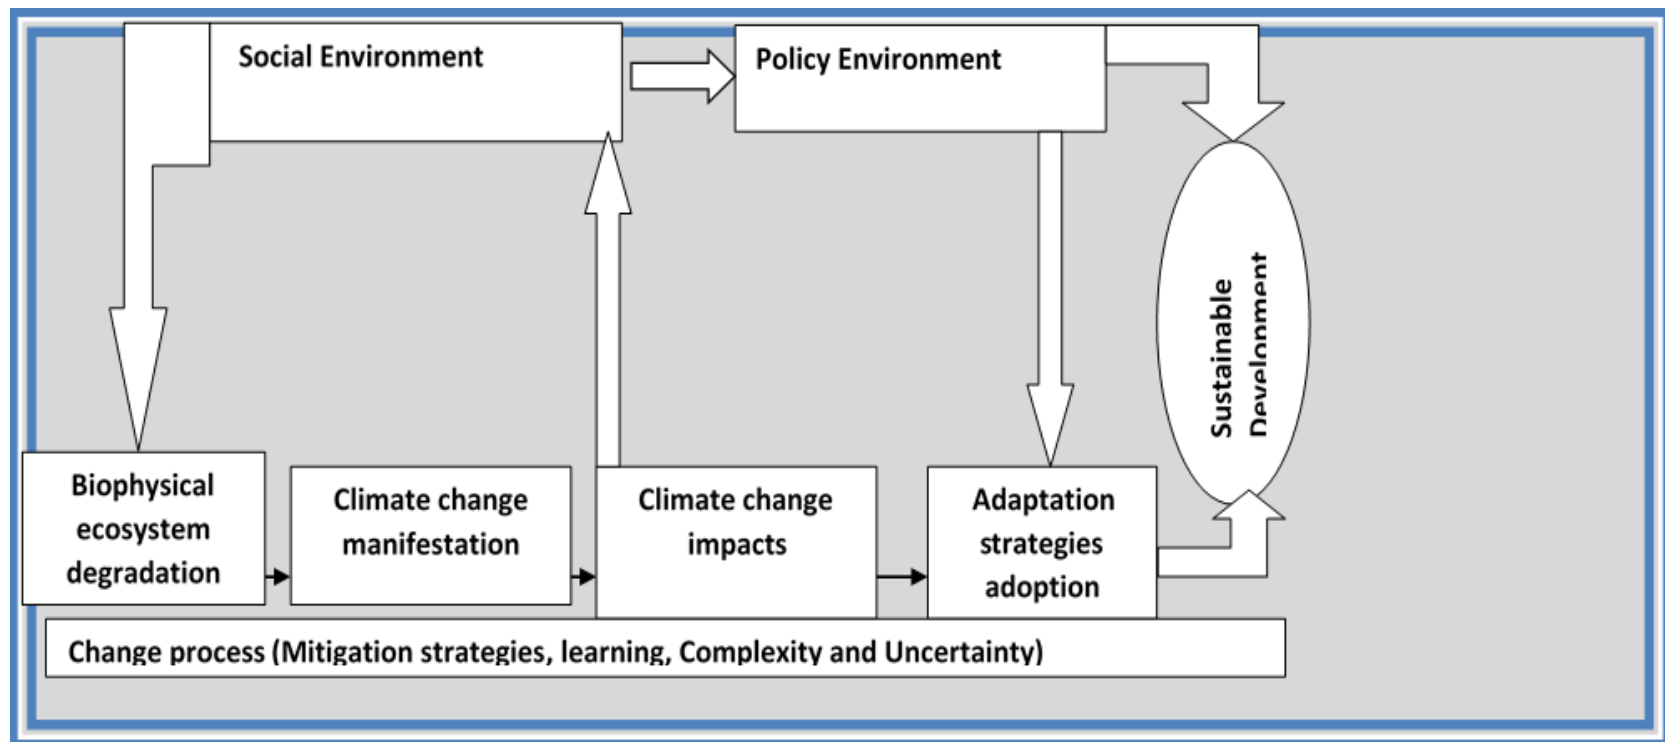 Social Environment
Policy Environment
Sustainable
Development
Biophysical
ecosystem
degradation
Climate change
manifestation
Climate change
impacts
Adaptation
strategies
adoption
Change process (Mitigation strategies, learning, Complexity and Uncertainty)